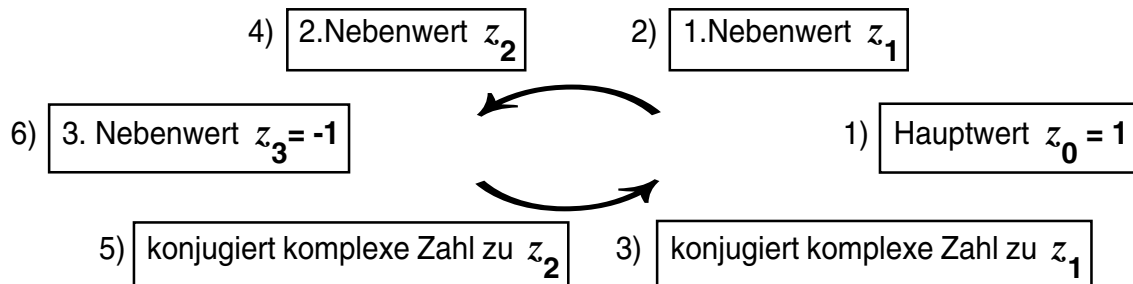 4) 2.Nebenwert z2 2) 1.Nebenwert z1
6) 3. Nebenwert z3= -1 1) Hauptwert z0 = 1
5) konjugiert komplexe Zahl zu z2 3) konjugiert komplexe Zahl zu z1